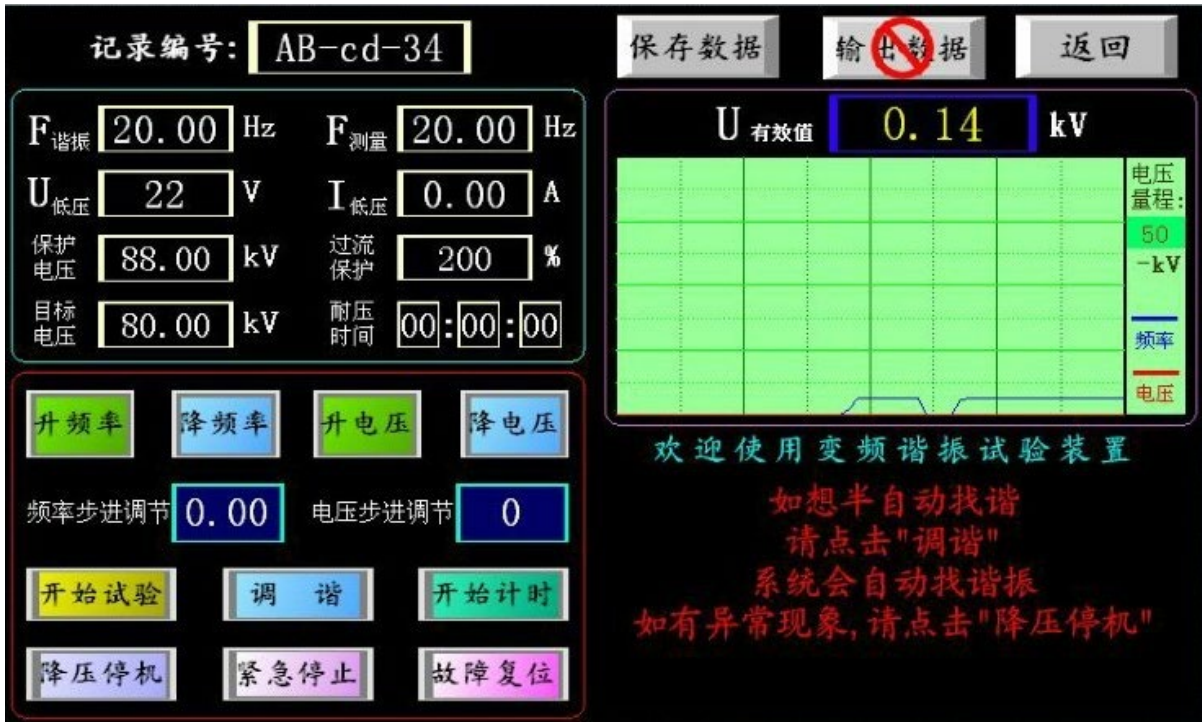 记录编号: AB-cd-34
保存数据 输出数据 返回
F谐振 20.00 Hz F测量 20.00 Hz
U低压 22 V I低压 0.00 A
保护电压 88.00 kV 过流保护 200 %
目标电压 80.00 kV 耐压时间 00:00:00
U有效值 0.14 kV
电压
量程:
50
-kV
频率
电压
升频率 降频率 升电压 降电压
频率步进调节 0.00 电压步进调节 0
开始试验 调 谐 开始计时
降压停机 紧急停止 故障复位
欢迎使用变频谐振试验装置
如想半自动找谐
请点击"调谐"
系统会自动找谐振
如有异常现象,请点击"降压停机"